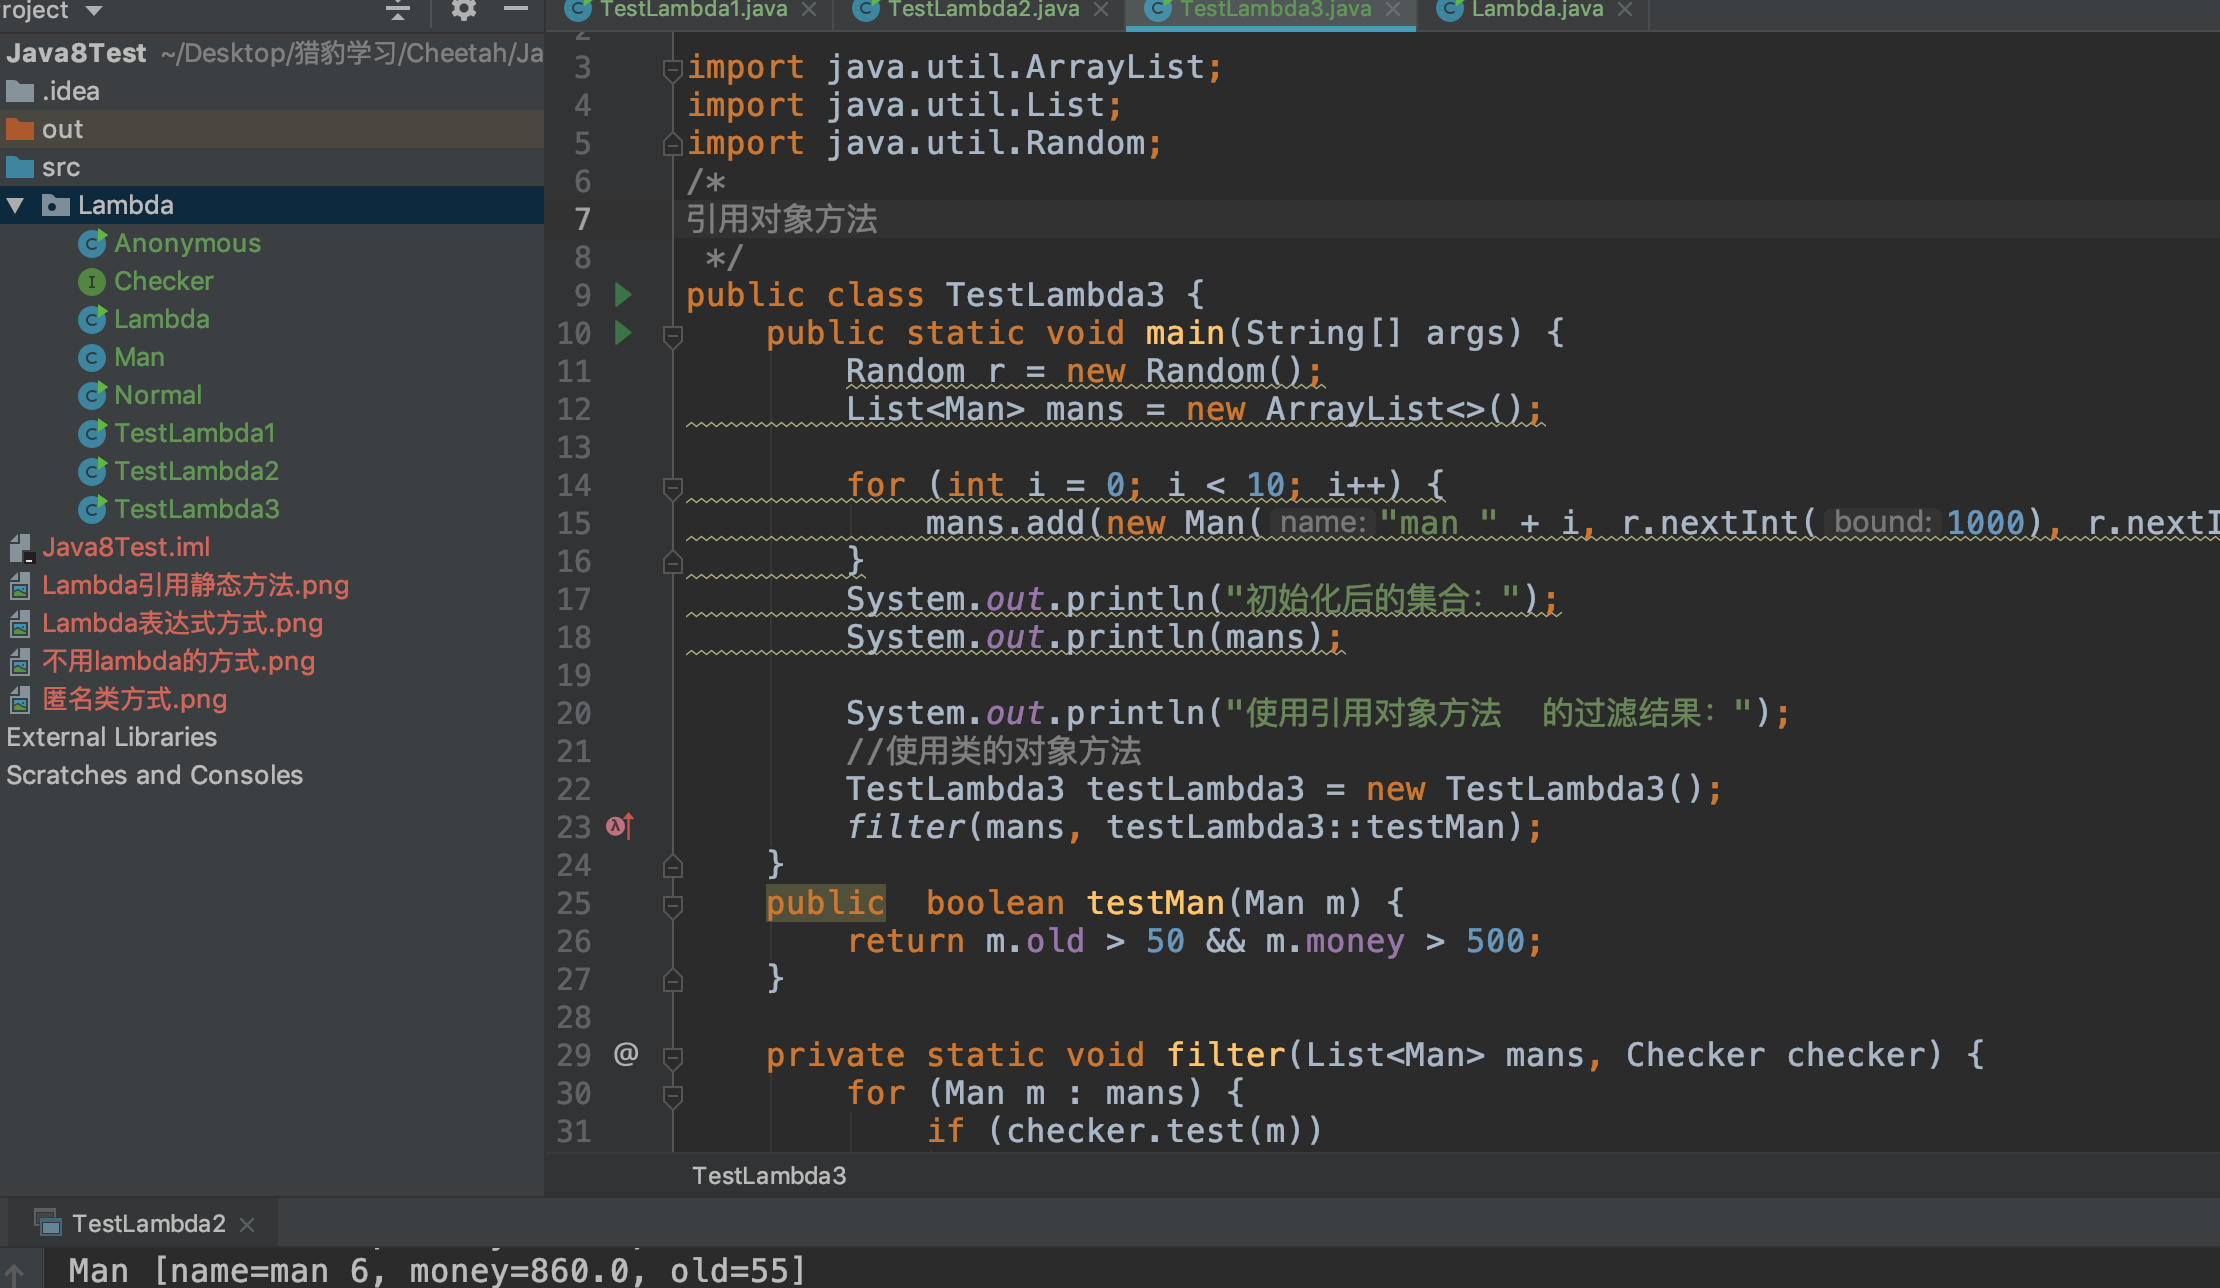 roject
Java8Test ~/Desktop/猎豹学习/Cheetah/Ja
.idea
out
src
Lambda
Anonymous
Checker
Lambda
Man
Normal
TestLambda1
TestLambda2
TestLambda3
Java8Test.iml
Lambda引用静态方法.png
Lambda表达式方式.png
不用lambda的方式.png
匿名类方式.png
External Libraries
Scratches and Consoles
TestLambda1.java TestLambda2.java TestLambda3.java Lambda.java
2
3 import java.util.ArrayList;
4 import java.util.List;
5 import java.util.Random;
6 /*
7 引用对象方法
8 */
9 public class TestLambda3 {
10 public static void main(String[] args) {
11 Random r = new Random();
12 List<Man> mans = new ArrayList<>();
13
14 for (int i = 0; i < 10; i++) {
15 mans.add(new Man( name: "man " + i, r.nextInt( bound: 1000), r.nextI
16 }
17 System.out.println("初始化后的集合：");
18 System.out.println(mans);
19
20 System.out.println("使用引用对象方法  的过滤结果：");
21 //使用类的对象方法
22 TestLambda3 testLambda3 = new TestLambda3();
23 filter(mans, testLambda3::testMan);
24 }
25 public  boolean testMan(Man m) {
26 return m.old > 50 && m.money > 500;
27 }
28
29 @ private static void filter(List<Man> mans, Checker checker) {
30 for (Man m : mans) {
31 if (checker.test(m))
TestLambda3
TestLambda2
Man [name=man 6, money=860.0, old=55]